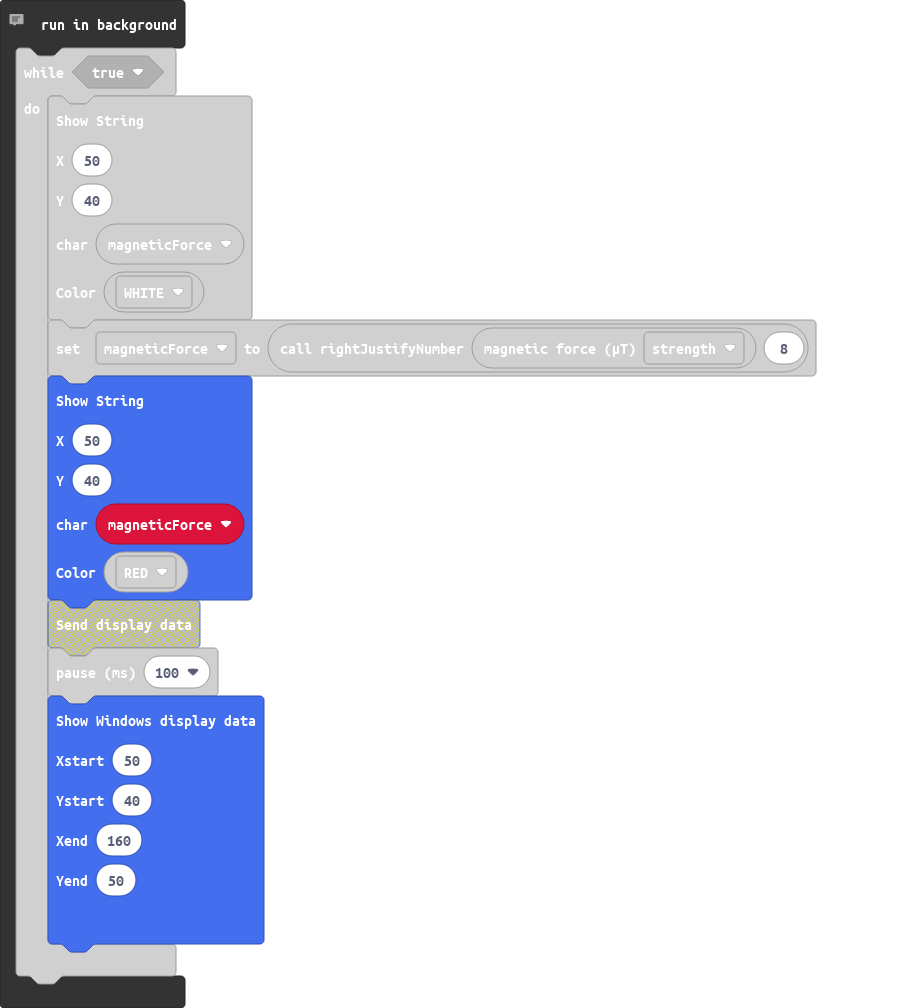 run in background
while true
do
Show String
X 50
Y 40
char magneticForce
Color WHITE
set magneticForce to call rightJustifyNumber magnetic force (µT) strength 8
Show String
X 50
Y 40
char magneticForce
Color RED
Send display data
pause (ms) 100
Show Windows display data
Xstart 50
Ystart 40
Xend 160
Yend 50